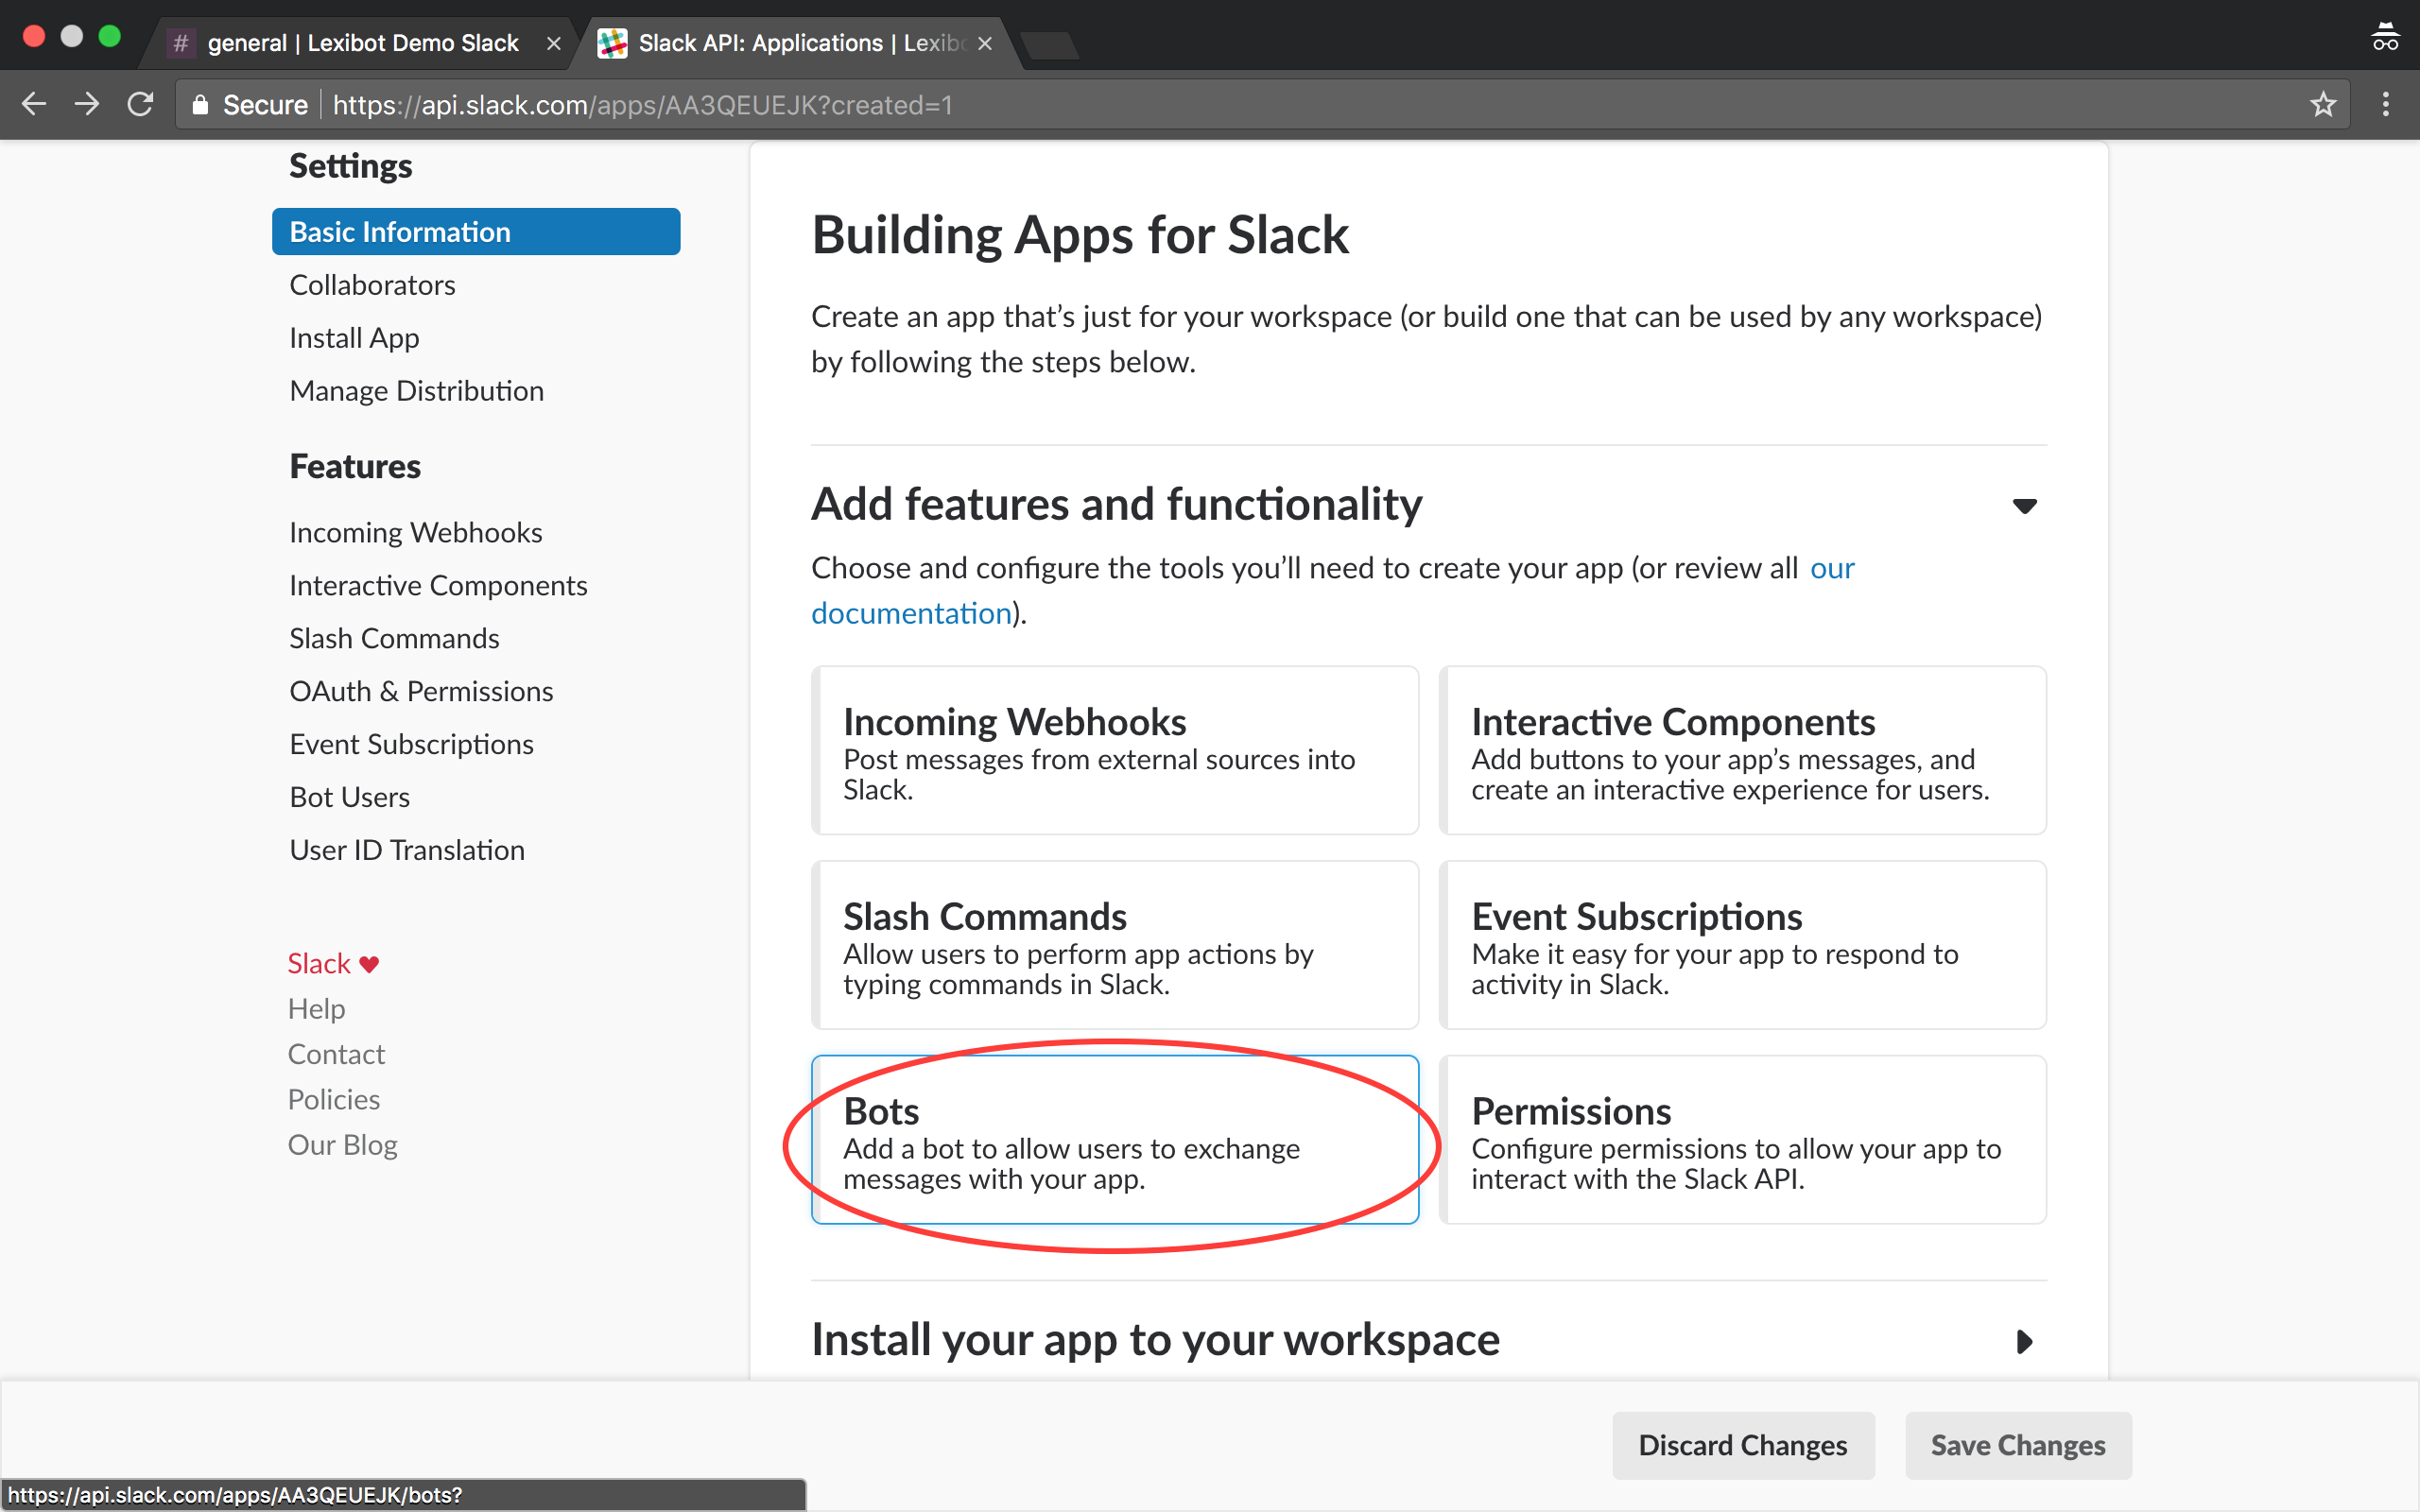 # general | Lexibot Demo Slack
Slack API: Applications | Lexibo
Secure | https://api.slack.com/apps/AA3QEUEJK?created=1
Settings
Basic Information
Collaborators
Install App
Manage Distribution
Features
Incoming Webhooks
Interactive Components
Slash Commands
OAuth & Permissions
Event Subscriptions
Bot Users
User ID Translation
Slack ♥
Help
Contact
Policies
Our Blog
Building Apps for Slack
Create an app that’s just for your workspace (or build one that can be used by any workspace)
by following the steps below.
Add features and functionality
Choose and configure the tools you’ll need to create your app (or review all our
documentation).
Incoming Webhooks
Post messages from external sources into
Slack.
Interactive Components
Add buttons to your app’s messages, and
create an interactive experience for users.
Slash Commands
Allow users to perform app actions by
typing commands in Slack.
Event Subscriptions
Make it easy for your app to respond to
activity in Slack.
Bots
Add a bot to allow users to exchange
messages with your app.
Permissions
Configure permissions to allow your app to
interact with the Slack API.
Install your app to your workspace
Discard Changes
Save Changes
https://api.slack.com/apps/AA3QEUEJK/bots?